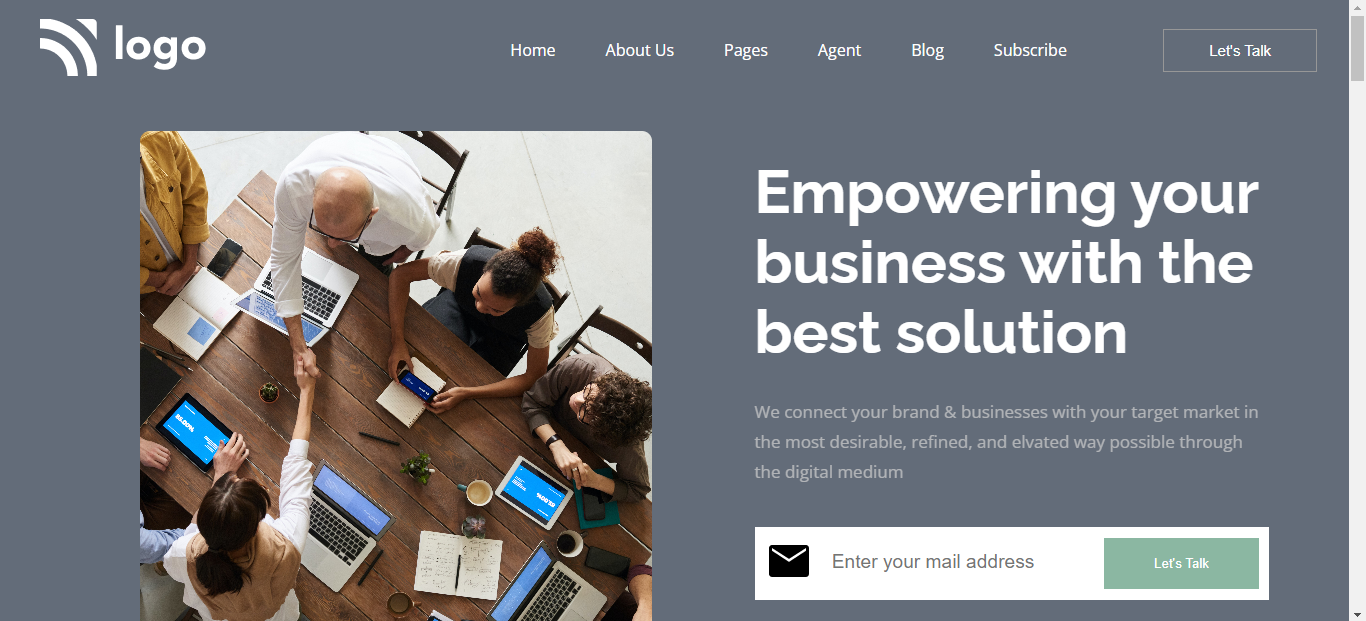 logo
Home
About Us
Pages
Agent
Blog
Subscribe
Let's Talk
Empowering your
business with the
best solution
We connect your brand & businesses with your target market in
the most desirable, refined, and elvated way possible through
the digital medium
Enter your mail address
Let's Talk